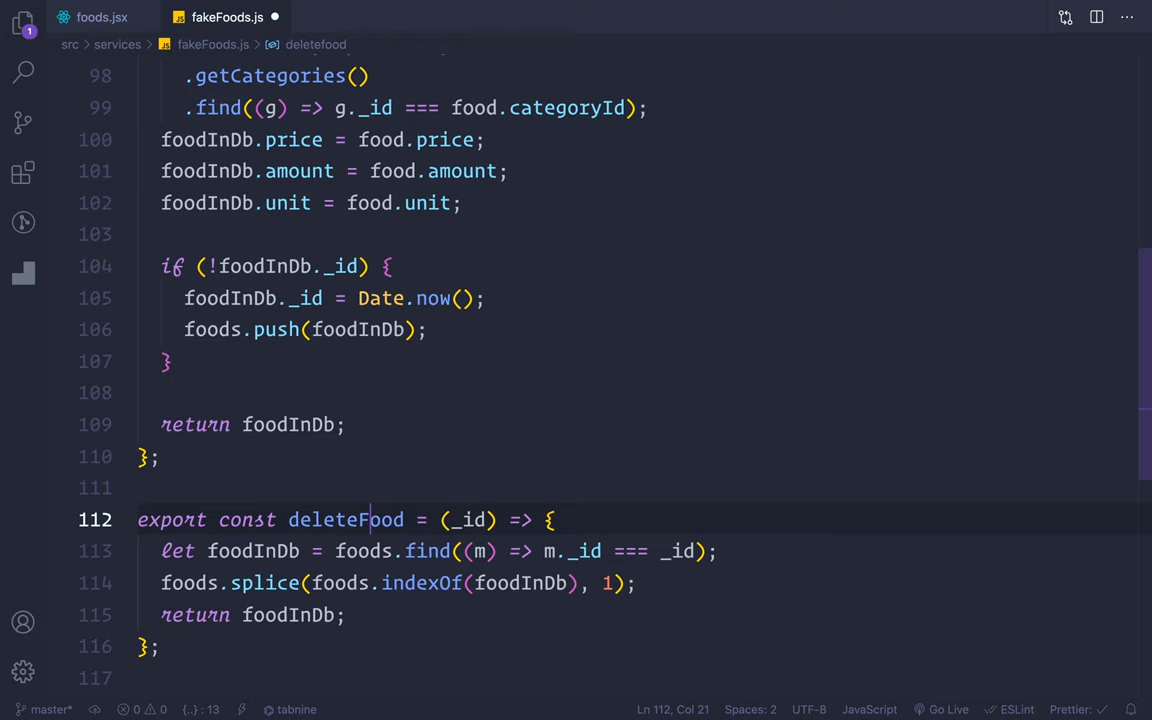 foods.jsx
fakeFoods.js
src > services > fakeFoods.js > deletefood
98 .getCategories()
99 .find((g) => g._id === food.categoryId);
100 foodInDb.price = food.price;
101 foodInDb.amount = food.amount;
102 foodInDb.unit = food.unit;
103
104 if (!foodInDb._id) {
105 foodInDb._id = Date.now();
106 foods.push(foodInDb);
107 }
108
109 return foodInDb;
110 };
111
112 export const deleteFood = (_id) => {
113 let foodInDb = foods.find((m) => m._id === _id);
114 foods.splice(foods.indexOf(foodInDb), 1);
115 return foodInDb;
116 };
117
1
master* 0 0 {..} : 13 tabnine Ln 112, Col 21 Spaces: 2 UTF-8 JavaScript Go Live ESLint Prettier: ✓